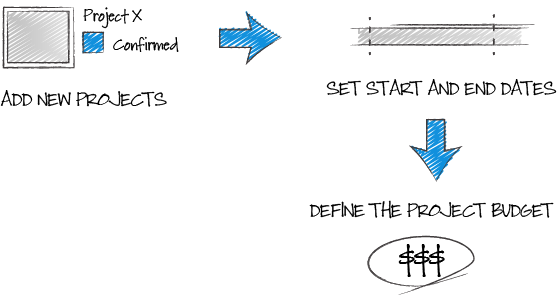 Project X
Confirmed
ADD NEW PROJECTS
SET START AND END DATES
DEFINE THE PROJECT BUDGET
$$$